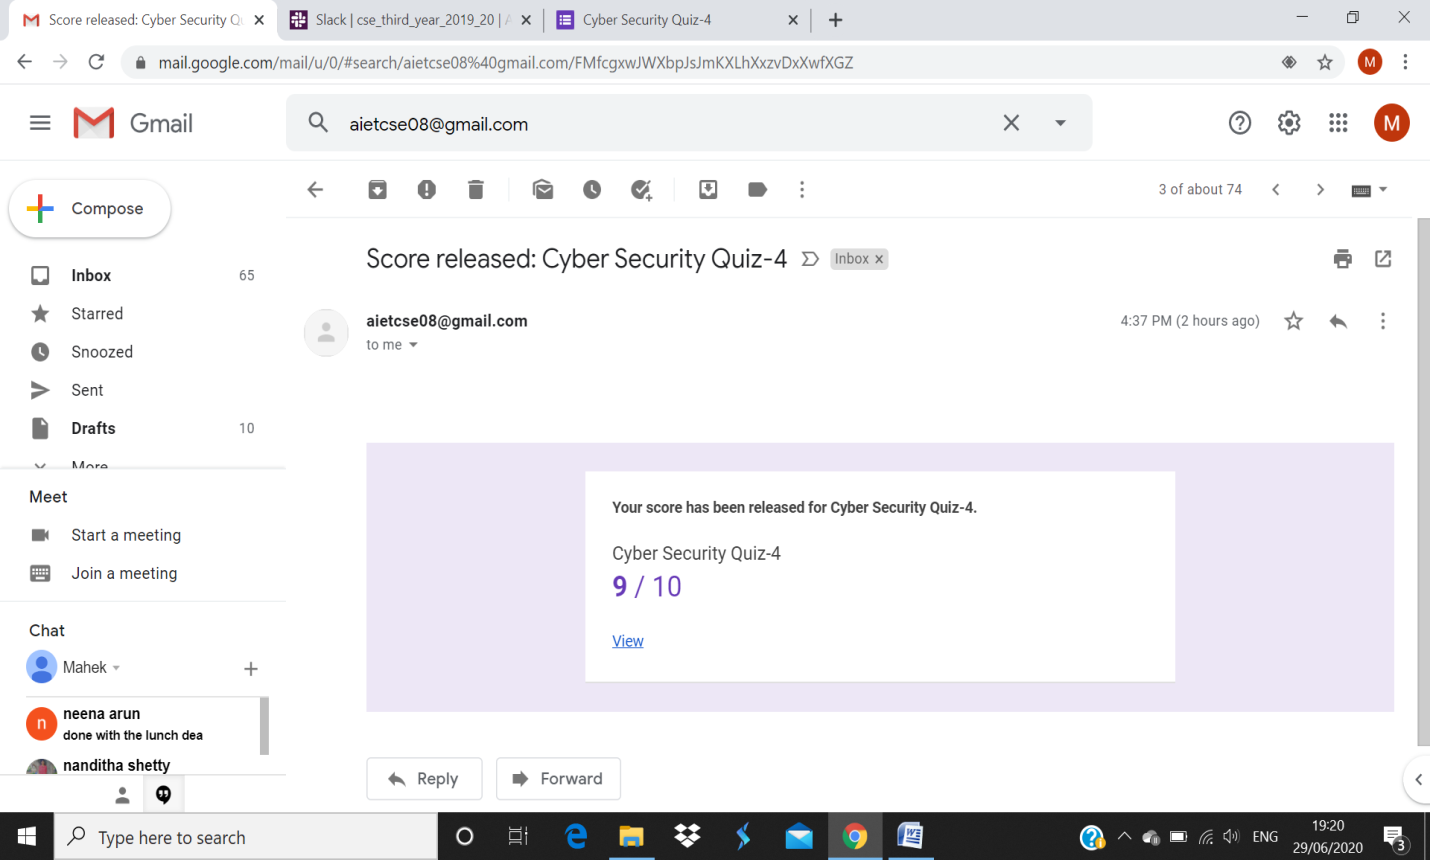 Score released: Cyber Security Qu
Slack | cse_third_year_2019_20 | A
Cyber Security Quiz-4
mail.google.com/mail/u/0/#search/aietcse08%40gmail.com/FMfcgxwJWXbpJsJmKXLhXxzvDxXwfXGZ
M
Gmail
aietcse08@gmail.com
M
Compose
3 of about 74
Score released: Cyber Security Quiz-4
Inbox x
Inbox 65
Starred
Snoozed
Sent
Drafts 10
More
aietcse08@gmail.com
4:37 PM (2 hours ago)
to me
Your score has been released for Cyber Security Quiz-4.
Cyber Security Quiz-4
9 / 10
View
Meet
Start a meeting
Join a meeting
Chat
Mahek
n
neena arun
done with the lunch dea
nanditha shetty
Reply
Forward
Type here to search
ENG
19:20
29/06/2020
3